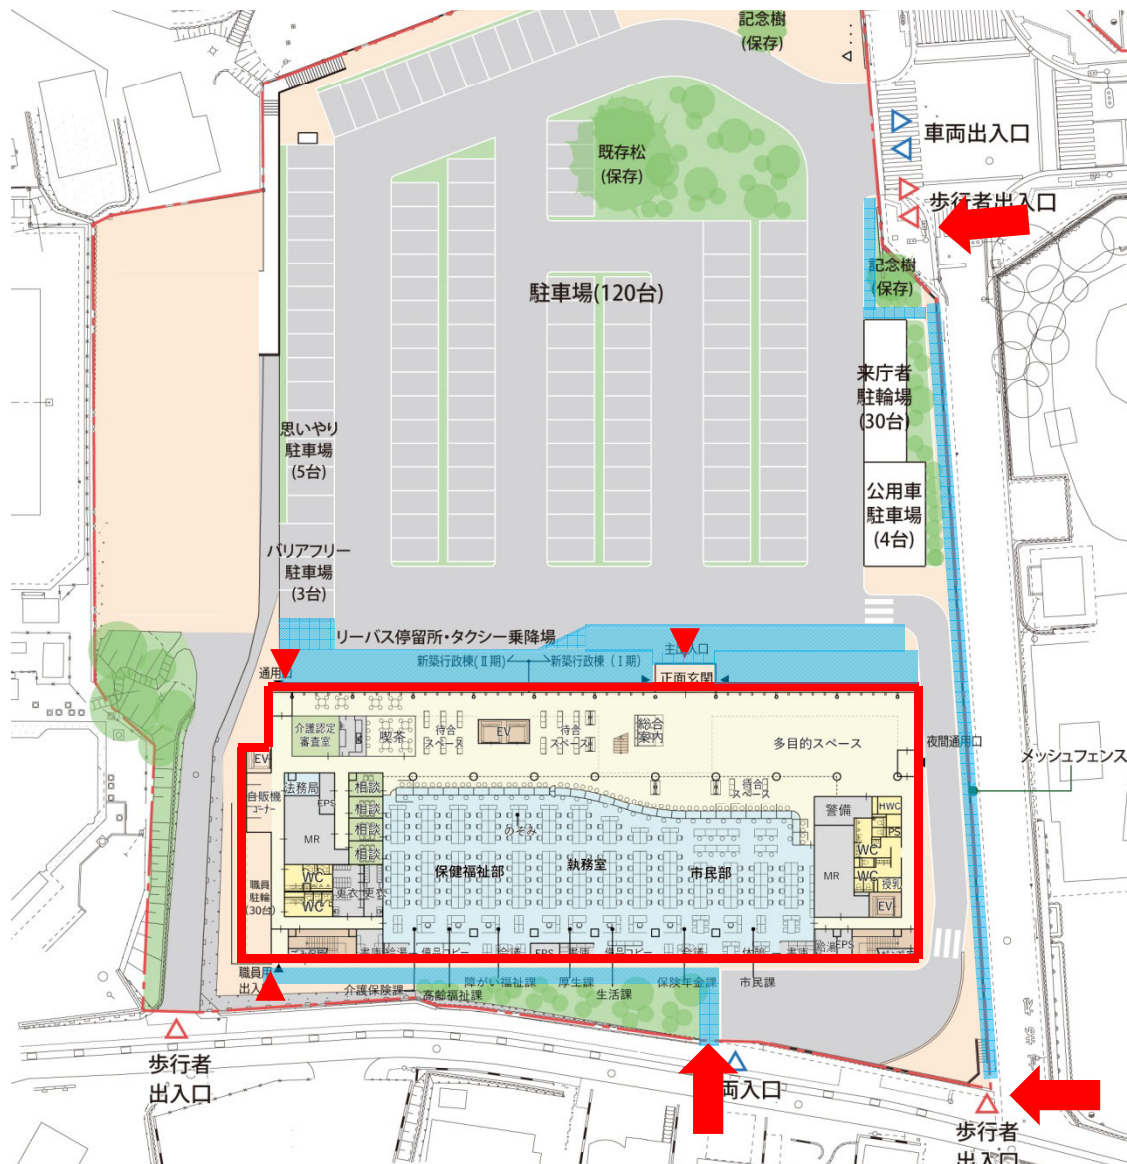 記念樹
(保存)
車両出入口
既存松
(保存)
歩行者出入口
記念樹
(保存)
駐車場(120台)
来庁者
駐輪場
(30台)
思いやり
駐車場
(5台)
公用車
駐車場
(4台)
バリアフリー
駐車場
(3台)
リーバス停留所・タクシー乗降場
新築行政棟(Ⅱ期)
新築行政棟(Ⅰ期)
正面玄関
介護認定
審査室
喫茶
待合
スペース
EV
待合
スペース
総合
案内
多目的スペース
夜間通用口
メッシュフェンス
EV
法務局
EPS
自販機
コーナー
相談
相談
相談
相談
待合
スペース
のぞみ
警備
HWC
PS
MR
WC
WC
保健福祉部
執務室
市民部
MR
WC
WC
授乳
EV
職員
駐輪
(30台)
更衣
更衣
EPS
EPS
介護保険課
高齢福祉課
障がい福祉課
厚生課
生活課
保険年金課
市民課
歩行者
出入口
両入口
歩行者
出入口